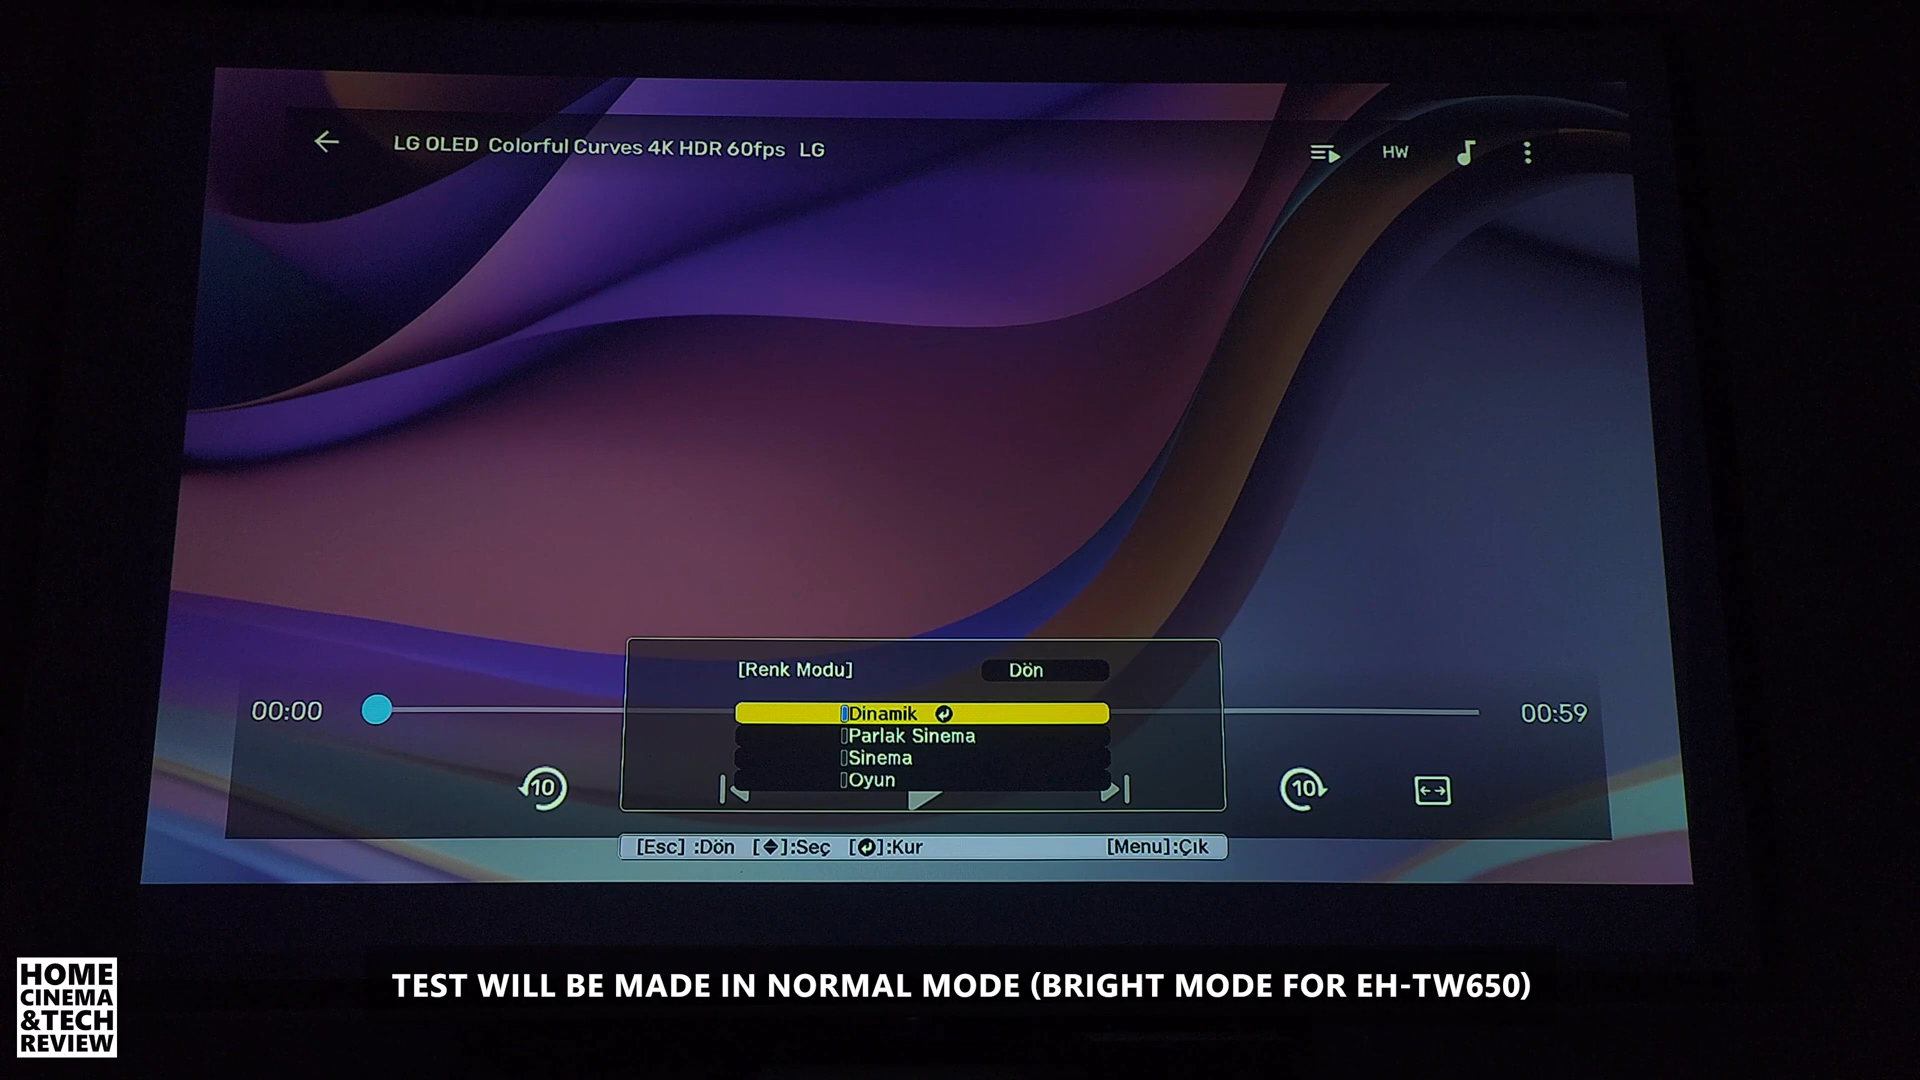 LG OLED Colorful Curves 4K HDR 60fps LG
HW
[Renk Modu] Dön
Dinamik
Parlak Sinema
Sinema
Oyun
00:00
00:59
10
10
[Esc] :Dön [ ]:Seç [ ]:Kur [Menu]:Çık
TEST WILL BE MADE IN NORMAL MODE (BRIGHT MODE FOR EH-TW650)
HOME
CINEMA
&TECH
REVIEW